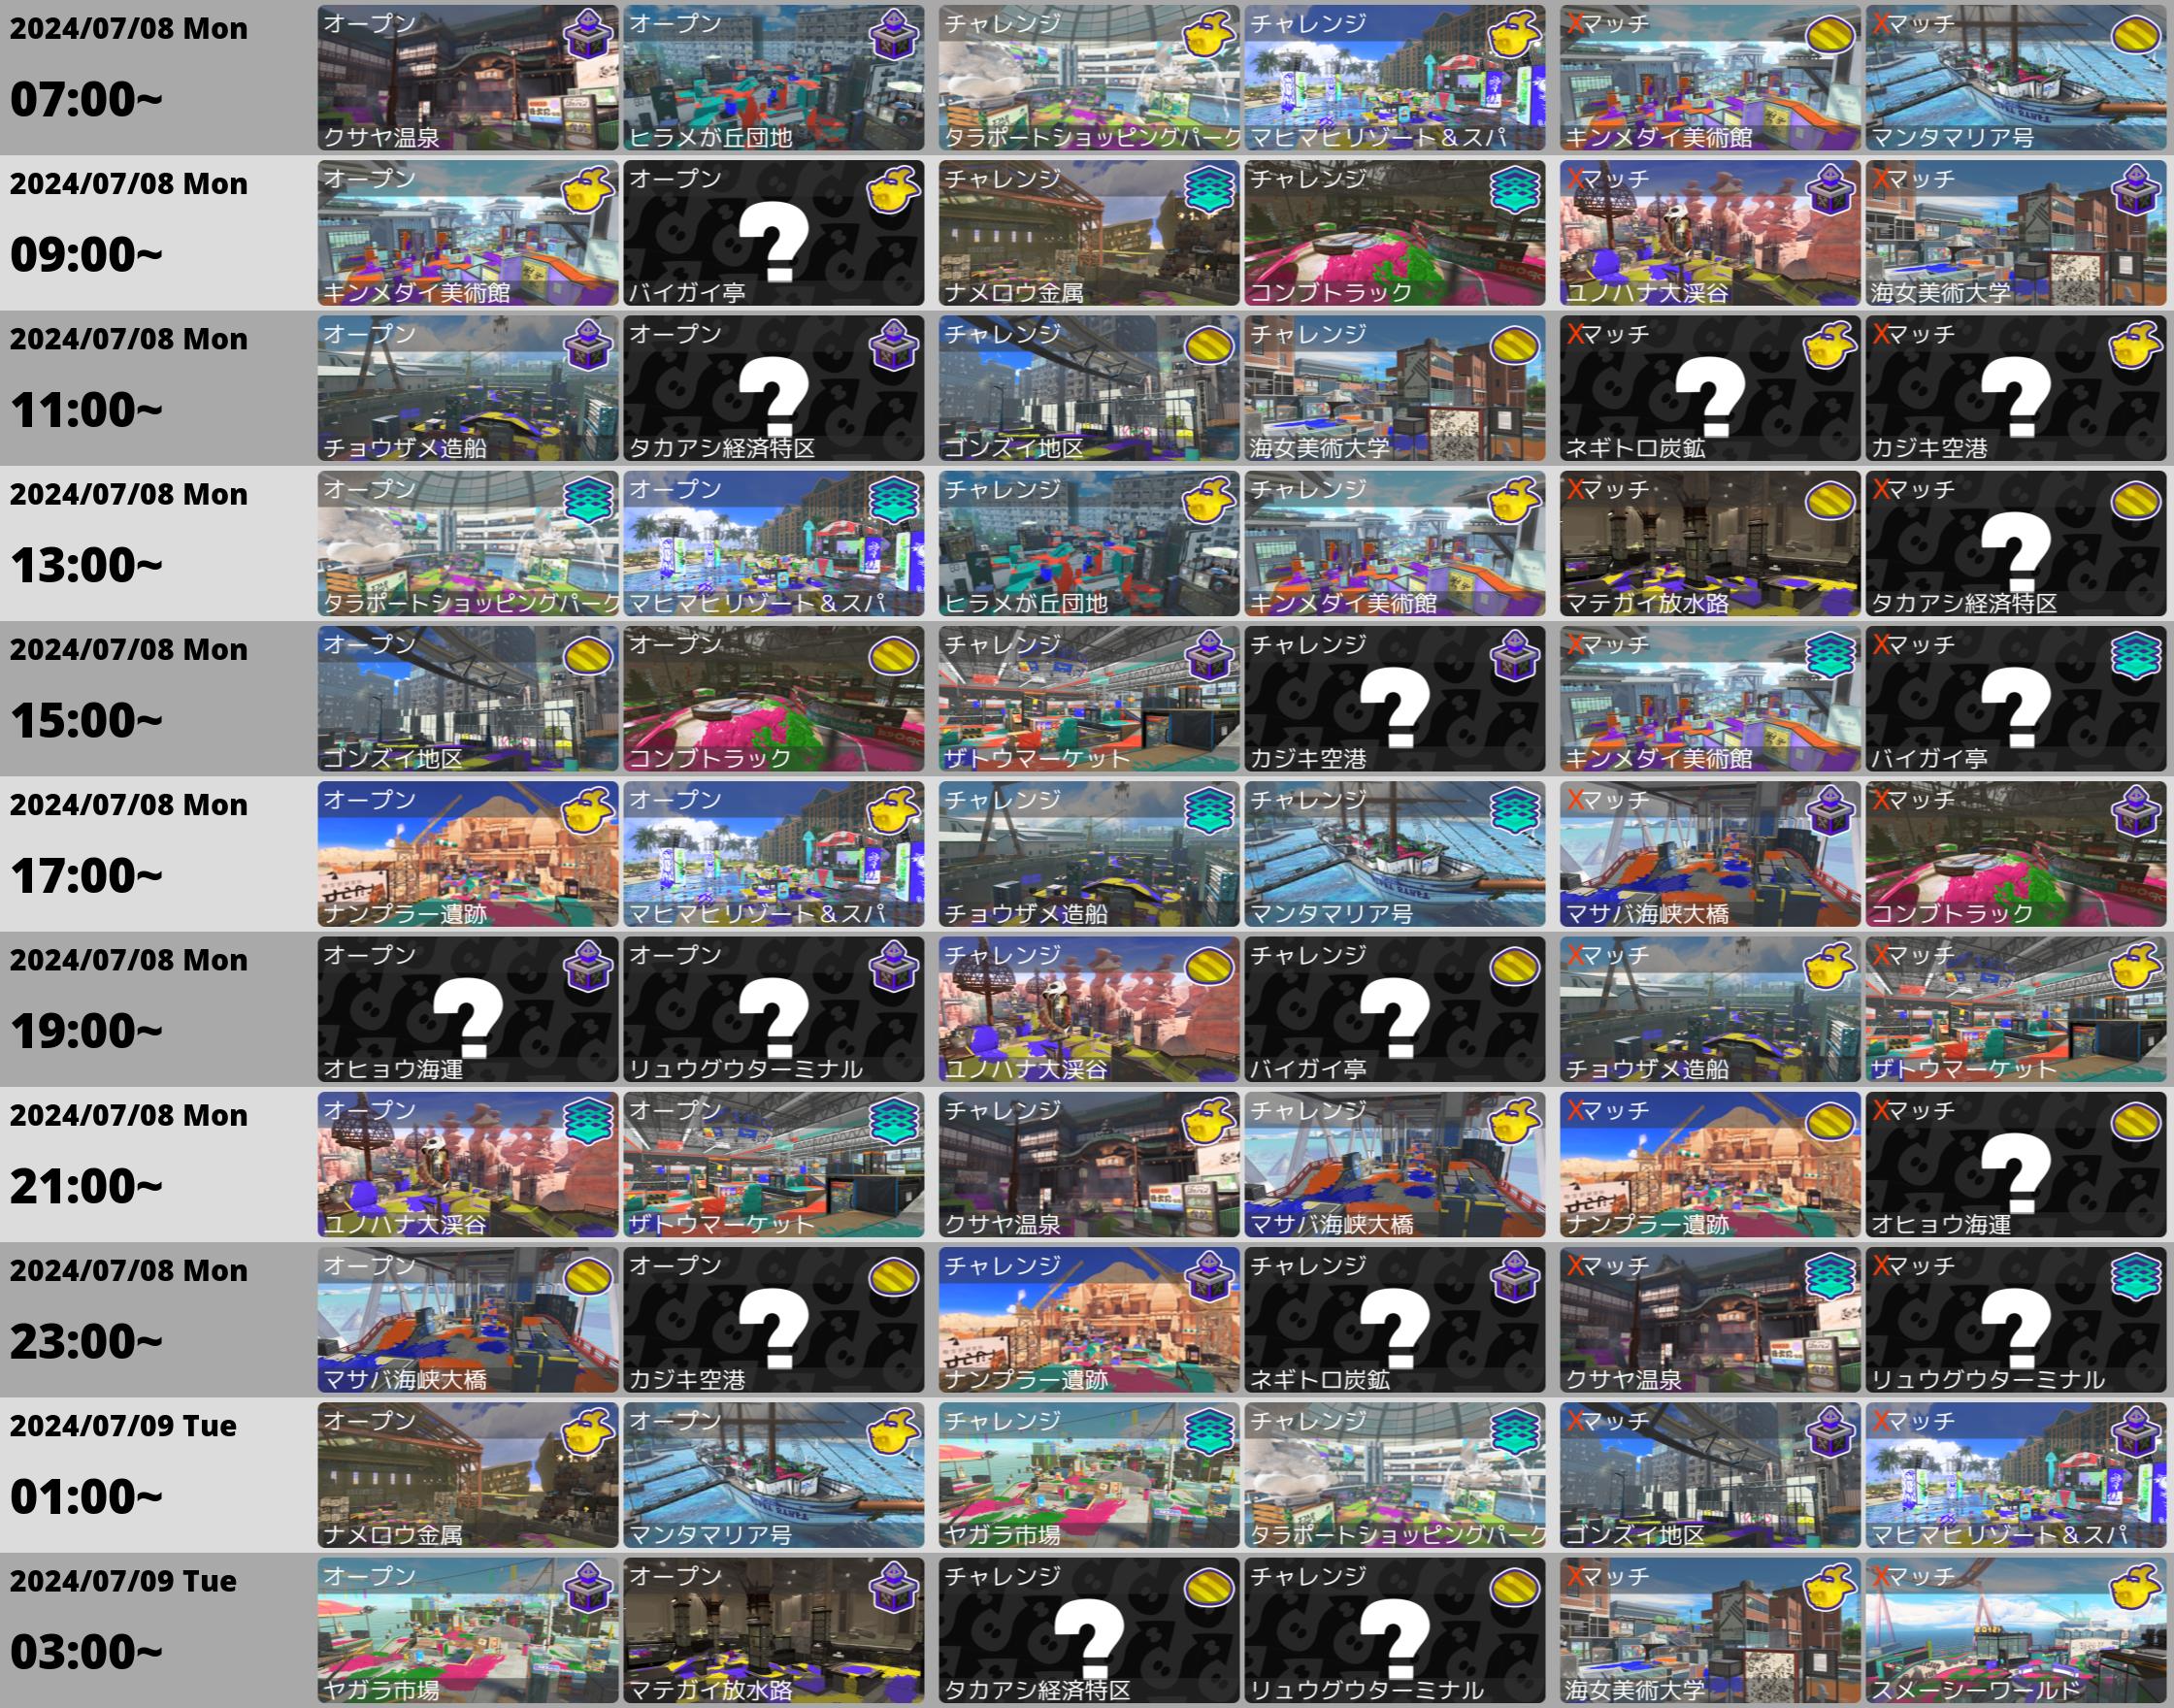 2024/07/08 Mon
07:00~
オープン
クサヤ温泉
オープン
ヒラメが丘団地
チャレンジ
タラポートショッピングパーク
チャレンジ
マヒマヒリゾート＆スパ
Xマッチ
キンメダイ美術館
Xマッチ
マンタマリア号
2024/07/08 Mon
09:00~
オープン
キンメダイ美術館
オープン
?
バイガイ亭
チャレンジ
ナメロウ金属
チャレンジ
コンブトラック
Xマッチ
ユノハナ大渓谷
Xマッチ
海女美術大学
2024/07/08 Mon
11:00~
オープン
チョウザメ造船
オープン
?
タカアシ経済特区
チャレンジ
ゴンズイ地区
チャレンジ
海女美術大学
Xマッチ
?
ネギトロ炭鉱
Xマッチ
?
カジキ空港
2024/07/08 Mon
13:00~
オープン
タラポートショッピングパーク
オープン
マヒマヒリゾート＆スパ
チャレンジ
ヒラメが丘団地
チャレンジ
キンメダイ美術館
Xマッチ
マテガイ放水路
Xマッチ
?
タカアシ経済特区
2024/07/08 Mon
15:00~
オープン
ゴンズイ地区
オープン
コンブトラック
チャレンジ
ザトウマーケット
チャレンジ
?
カジキ空港
Xマッチ
キンメダイ美術館
Xマッチ
?
バイガイ亭
2024/07/08 Mon
17:00~
オープン
ナンプラー遺跡
オープン
マヒマヒリゾート＆スパ
チャレンジ
チョウザメ造船
チャレンジ
マンタマリア号
Xマッチ
マサバ海峡大橋
Xマッチ
コンブトラック
2024/07/08 Mon
19:00~
オープン
?
オヒョウ海運
オープン
?
リュウグウターミナル
チャレンジ
ユノハナ大渓谷
チャレンジ
?
バイガイ亭
Xマッチ
チョウザメ造船
Xマッチ
ザトウマーケット
2024/07/08 Mon
21:00~
オープン
ユノハナ大渓谷
オープン
ザトウマーケット
チャレンジ
クサヤ温泉
チャレンジ
マサバ海峡大橋
Xマッチ
ナンプラー遺跡
Xマッチ
?
オヒョウ海運
2024/07/08 Mon
23:00~
オープン
マサバ海峡大橋
オープン
?
カジキ空港
チャレンジ
ナンプラー遺跡
チャレンジ
?
ネギトロ炭鉱
Xマッチ
クサヤ温泉
Xマッチ
?
リュウグウターミナル
2024/07/09 Tue
01:00~
オープン
ナメロウ金属
オープン
マンタマリア号
チャレンジ
ヤガラ市場
チャレンジ
タラポートショッピングパーク
Xマッチ
ゴンズイ地区
Xマッチ
マヒマヒリゾート＆スパ
2024/07/09 Tue
03:00~
オープン
ヤガラ市場
オープン
マテガイ放水路
チャレンジ
?
タカアシ経済特区
チャレンジ
?
リュウグウターミナル
Xマッチ
海女美術大学
Xマッチ
スメーシーワールド